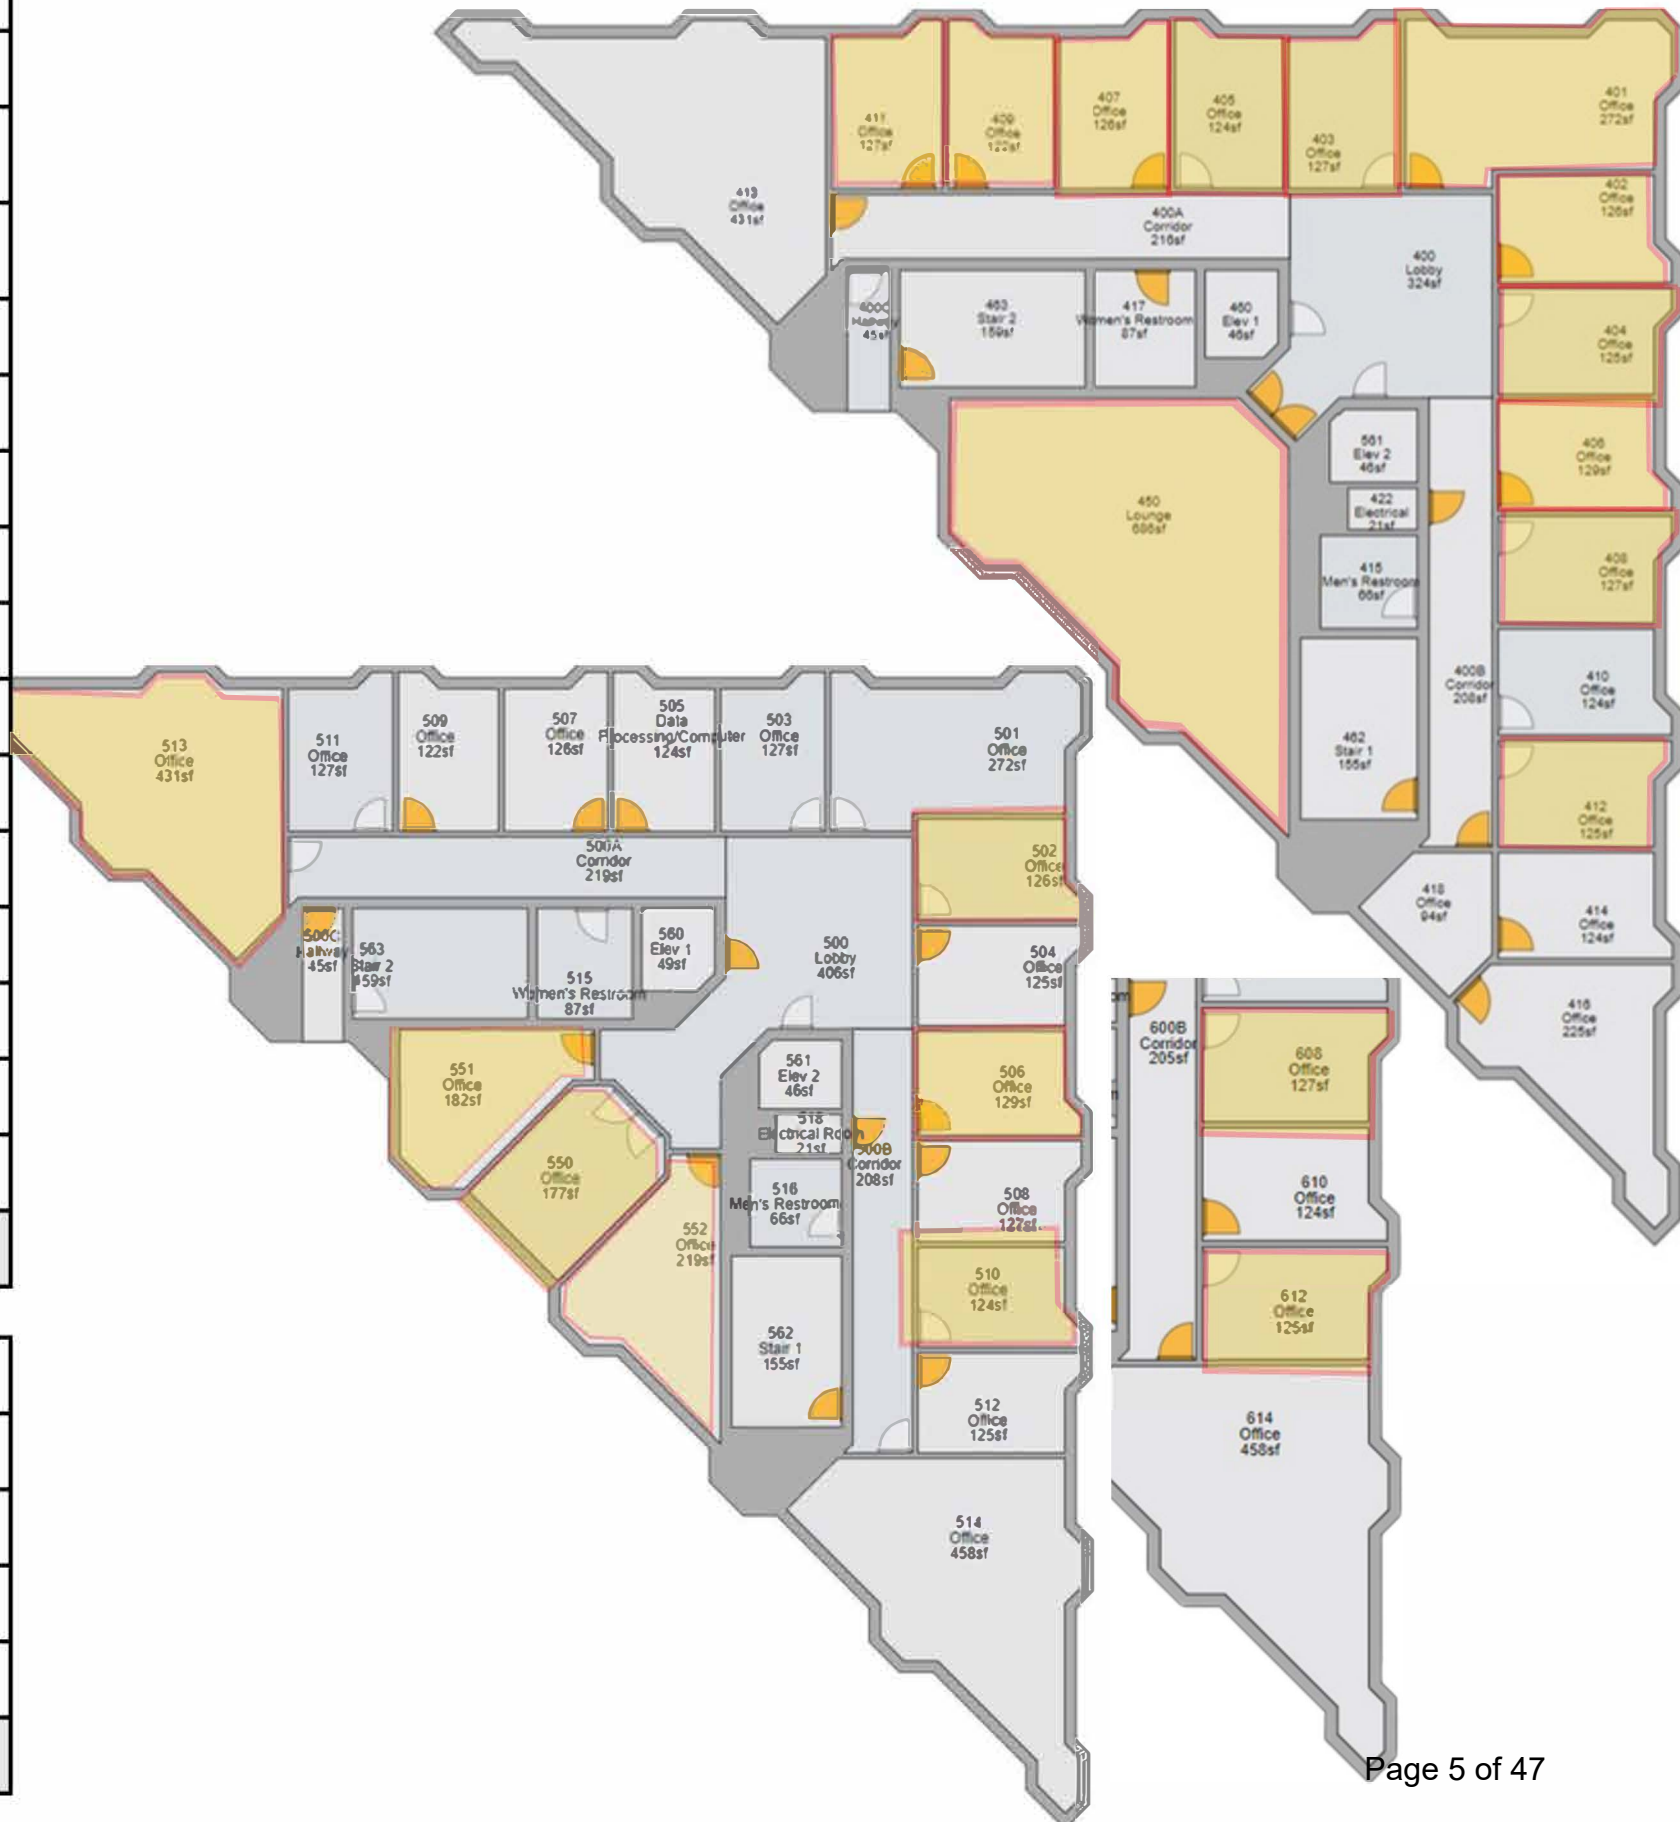 411
Office
127sf
409
Office
122sf
407
Office
126sf
405
Office
124sf
403
Office
127sf
401
Office
272sf
413
Office
431sf
400A
Corridor
216sf
402
Office
126sf
400
Lobby
324sf
400C
Hallway
45sf
463
Stair 2
159sf
417
Women's Restroom
87sf
460
Elev 1
46sf
404
Office
125sf
561
Elev 2
46sf
406
Office
129sf
422
Electrical
21sf
450
Lounge
686sf
415
Men's Restroom
66sf
408
Office
127sf
400B
Corridor
208sf
410
Office
124sf
462
Stair 1
155sf
412
Office
125sf
418
Office
94sf
414
Office
124sf
416
Office
225sf
513
Office
431sf
511
Office
127sf
509
Office
122sf
507
Office
126sf
505
Data
Processing/Computer
124sf
503
Office
127sf
501
Office
272sf
500A
Corridor
219sf
502
Office
126sf
500C
Hallway
45sf
563
Stair 2
159sf
515
Women's Restroom
87sf
560
Elev 1
49sf
500
Lobby
406sf
504
Office
125sf
551
Office
182sf
561
Elev 2
46sf
506
Office
129sf
518
Electrical Room
21sf
500B
Corridor
208sf
550
Office
177sf
516
Men's Restroom
66sf
508
Office
127sf
552
Office
219sf
510
Office
124sf
562
Stair 1
155sf
512
Office
125sf
514
Office
458sf
600B
Corridor
205sf
608
Office
127sf
610
Office
124sf
612
Office
125sf
614
Office
458sf
Page 5 of 47